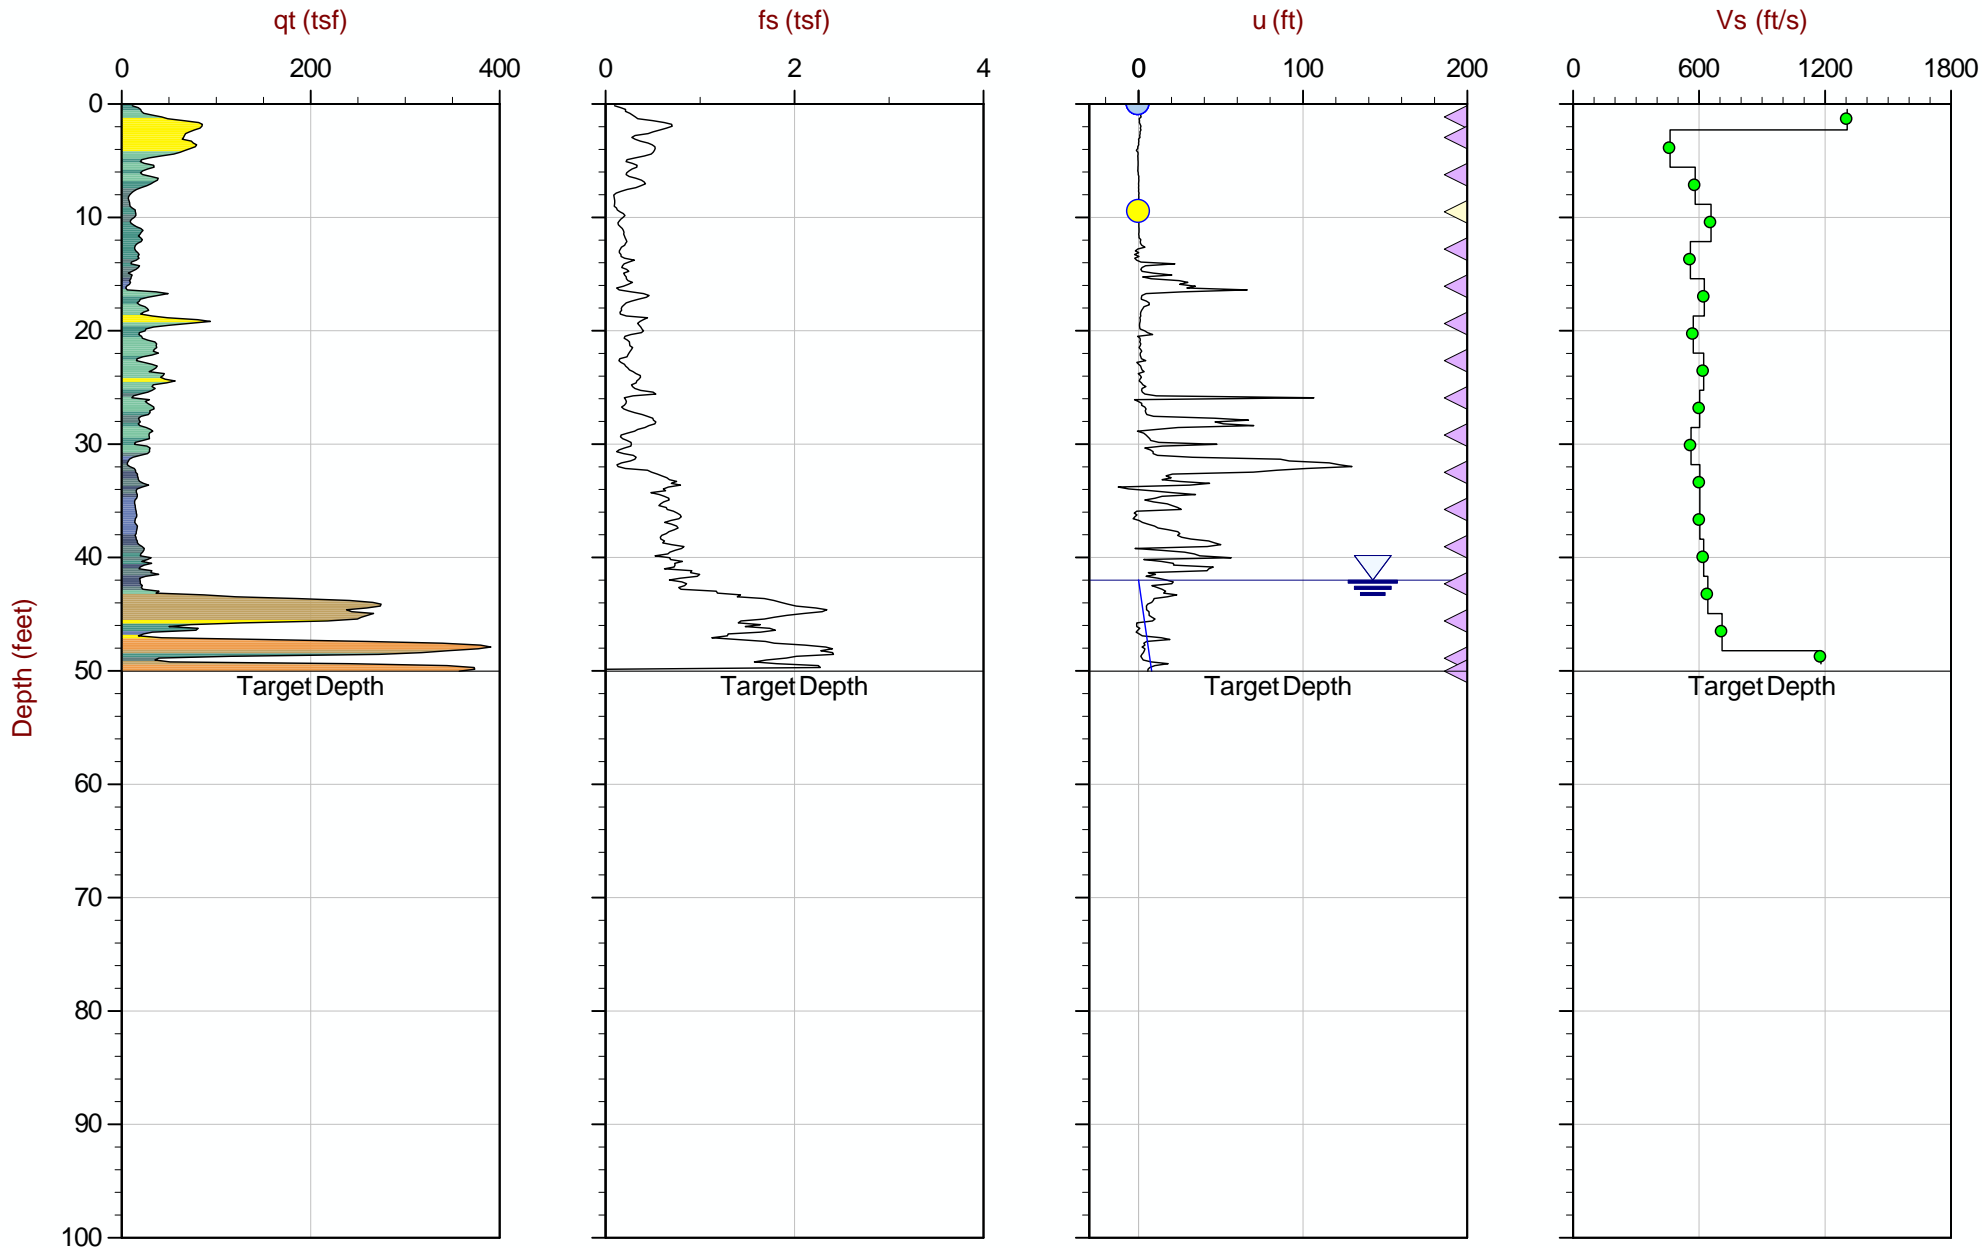 qt (tsf) fs (tsf) u (ft) Vs (ft/s)
0 200 400 0 2 4 0 100 200 0 600 1200 1800
0
10
20
30
40
50
60
70
80
90
100
Depth (feet)
Target Depth Target Depth Target Depth Target Depth